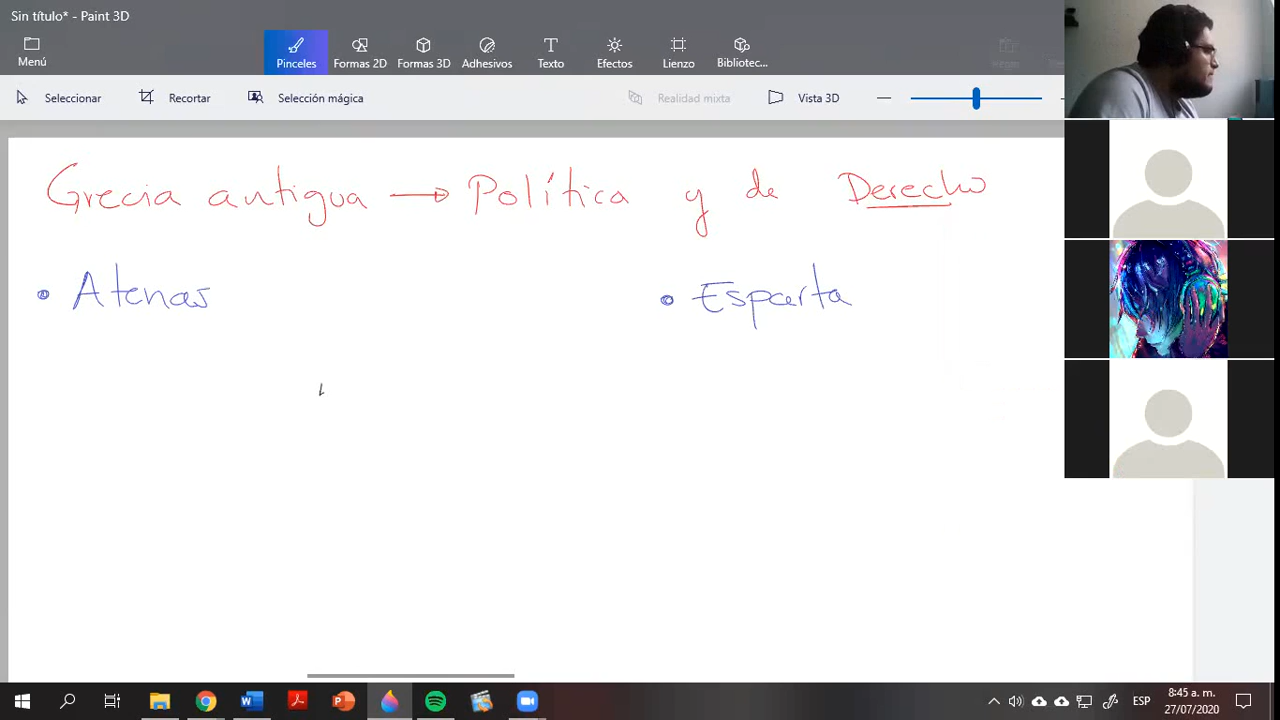 Sin título* - Paint 3D
Menú
Pinceles
Formas 2D
Formas 3D
Adhesivos
Texto
Efectos
Lienzo
Bibliotec...
Seleccionar
Recortar
Selección mágica
Realidad mixta
Vista 3D
Grecia antigua → Política y de Derecho
• Atenas
• Esparta
ESP
8:45 a. m.
27/07/2020